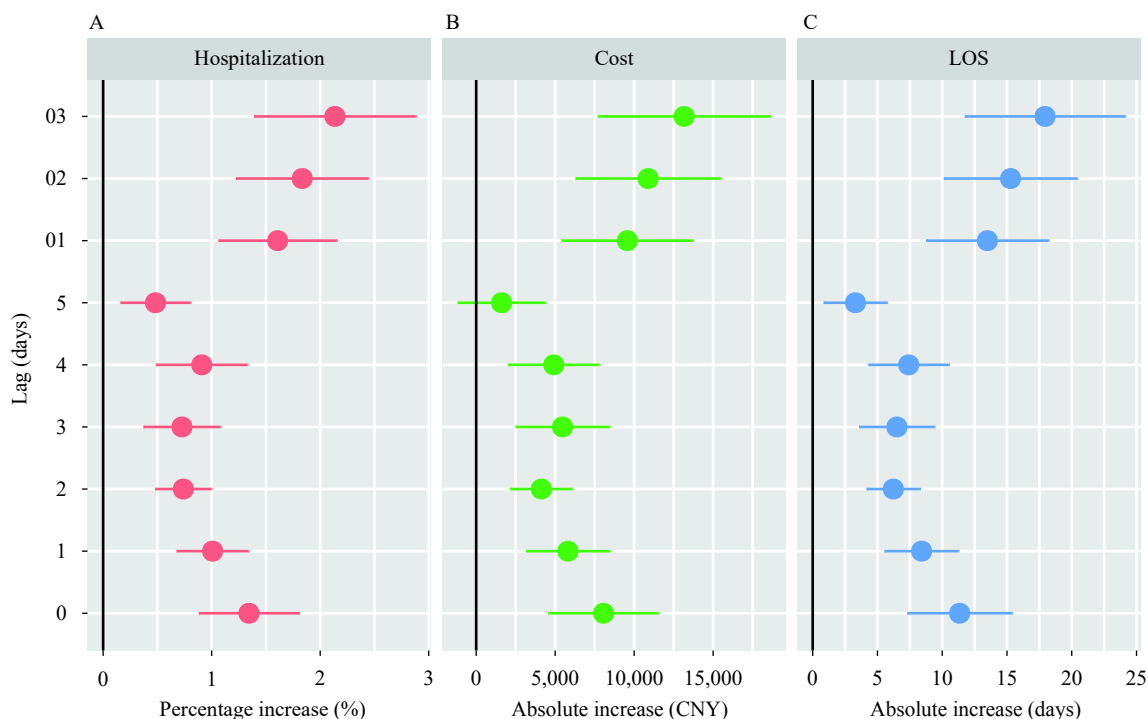 A
B
C
Hospitalization
Cost
LOS
Lag (days)
03
02
01
5
4
3
2
1
0
0 1 2 3
0 5,000 10,000 15,000
0 5 10 15 20 25
Percentage increase (%)
Absolute increase (CNY)
Absolute increase (days)